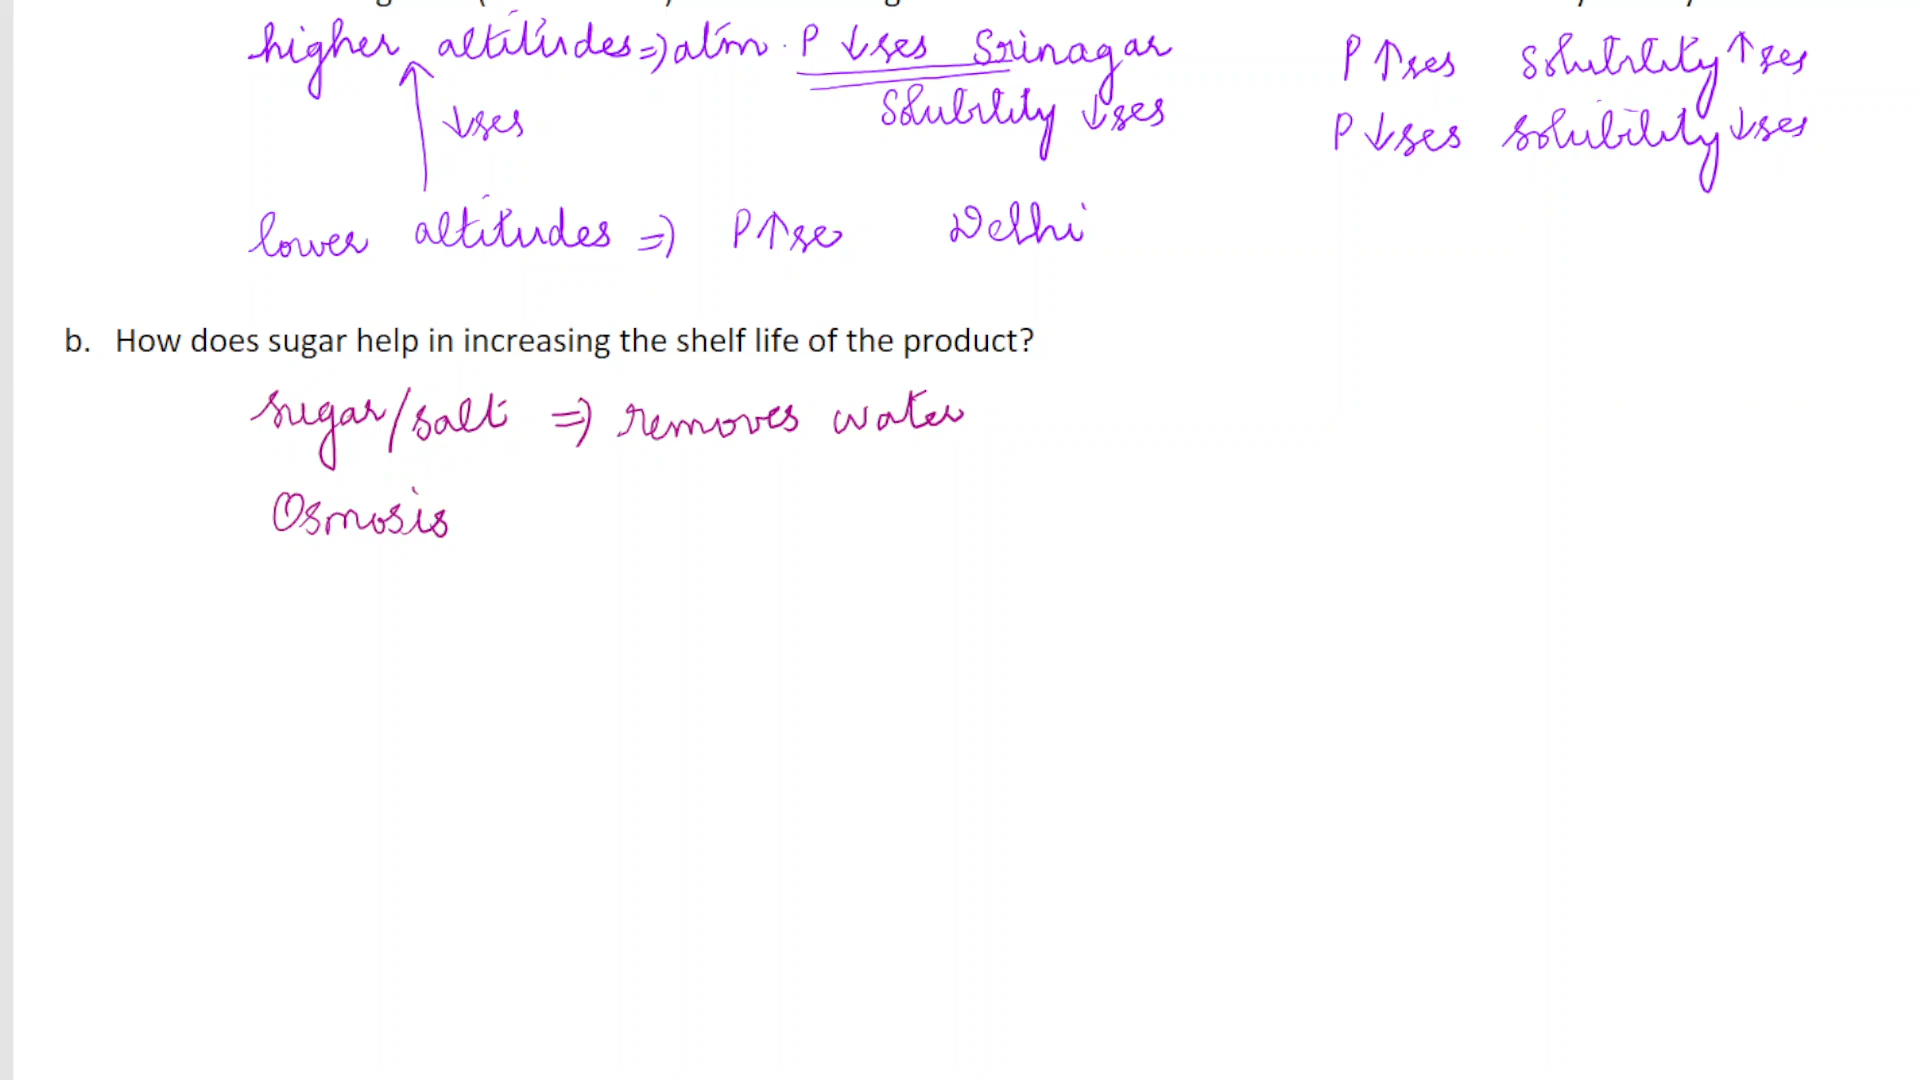 higher altitudes => atm. P ↓ses Srinagar
Solubility ↓ses
↓ses
P ↑ses solubility ↑ses
P ↓ses solubility ↓ses
lower altitudes => P↑se Delhi
b. How does sugar help in increasing the shelf life of the product?
sugar/salt => removes water
Osmosis